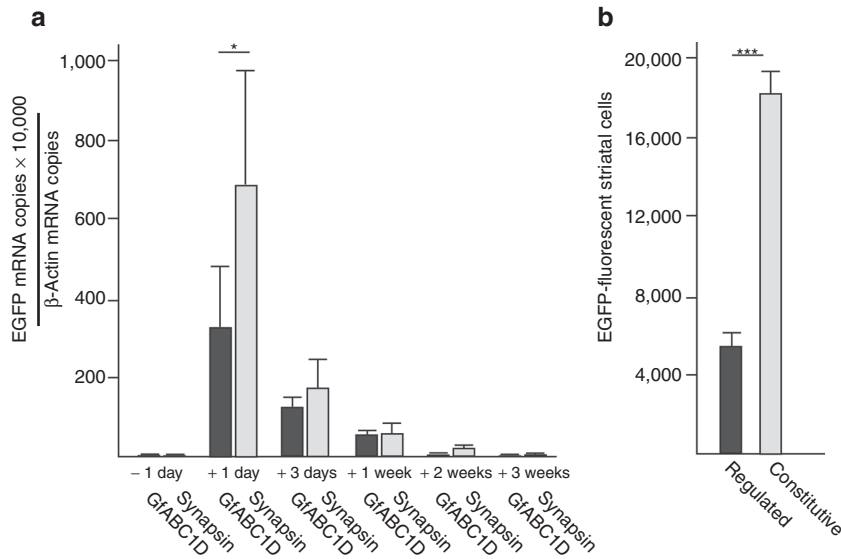 a
EGFP mRNA copies × 10,000
β-Actin mRNA copies
1,000
800
600
400
200
*
− 1 day
+ 1 day
+ 3 days
+ 1 week
+ 2 weeks
+ 3 weeks
GfABC1D
Synapsin
GfABC1D
Synapsin
GfABC1D
Synapsin
GfABC1D
Synapsin
GfABC1D
Synapsin
GfABC1D
Synapsin
b
EGFP-fluorescent striatal cells
20,000
16,000
12,000
8,000
4,000
***
Regulated
Constitutive